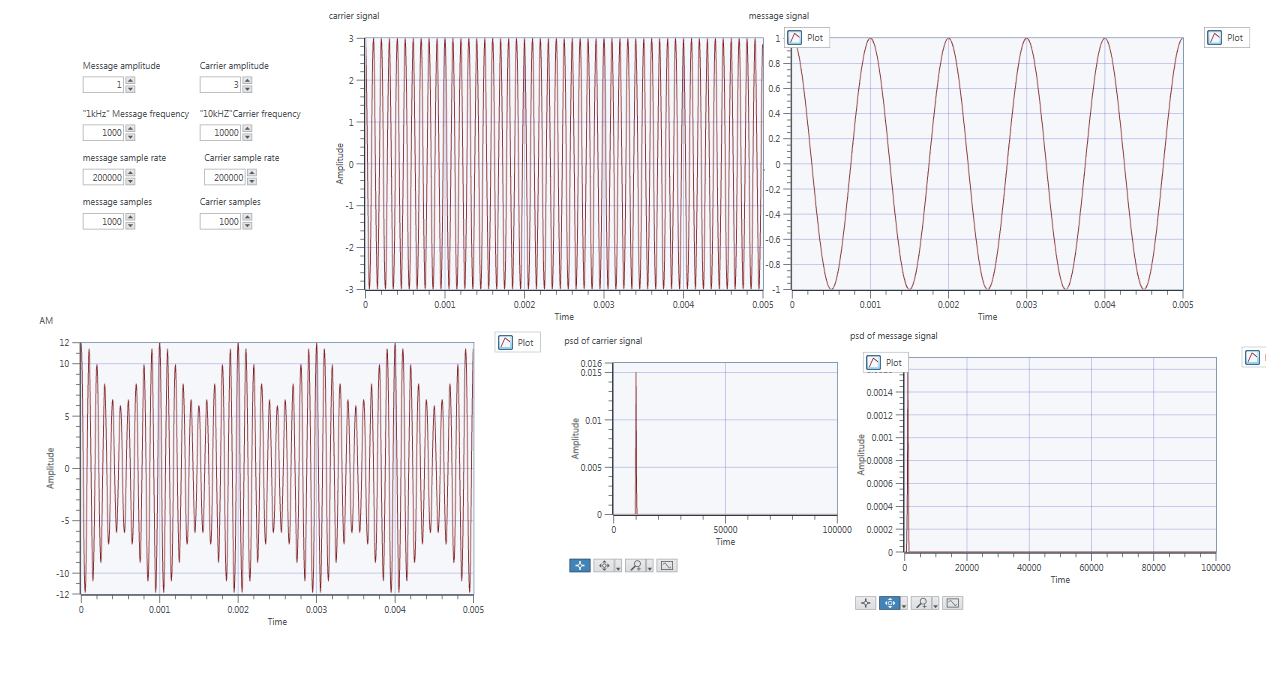 carrier signal
message signal
Plot
Plot
Message amplitude
Carrier amplitude
1
3
"1kHz" Message frequency
"10kHZ"Carrier frequency
1000
10000
message sample rate
Carrier sample rate
200000
200000
message samples
Carrier samples
1000
1000
3
2
1
0
-1
-2
-3
Amplitude
0
0.001
0.002
0.003
0.004
0.005
Time
1
0.8
0.6
0.4
0.2
0
-0.2
-0.4
-0.6
-0.8
-1
0
0.001
0.002
0.003
0.004
0.005
Time
AM
Plot
12
10
5
0
-5
-10
-12
Amplitude
0
0.001
0.002
0.003
0.004
0.005
Time
psd of carrier signal
0.016
0.015
0.01
0.005
0
Amplitude
0
50000
100000
Time
psd of message signal
Plot
0.0014
0.0012
0.001
0.0008
0.0006
0.0004
0.0002
0
Amplitude
0
20000
40000
60000
80000
100000
Time